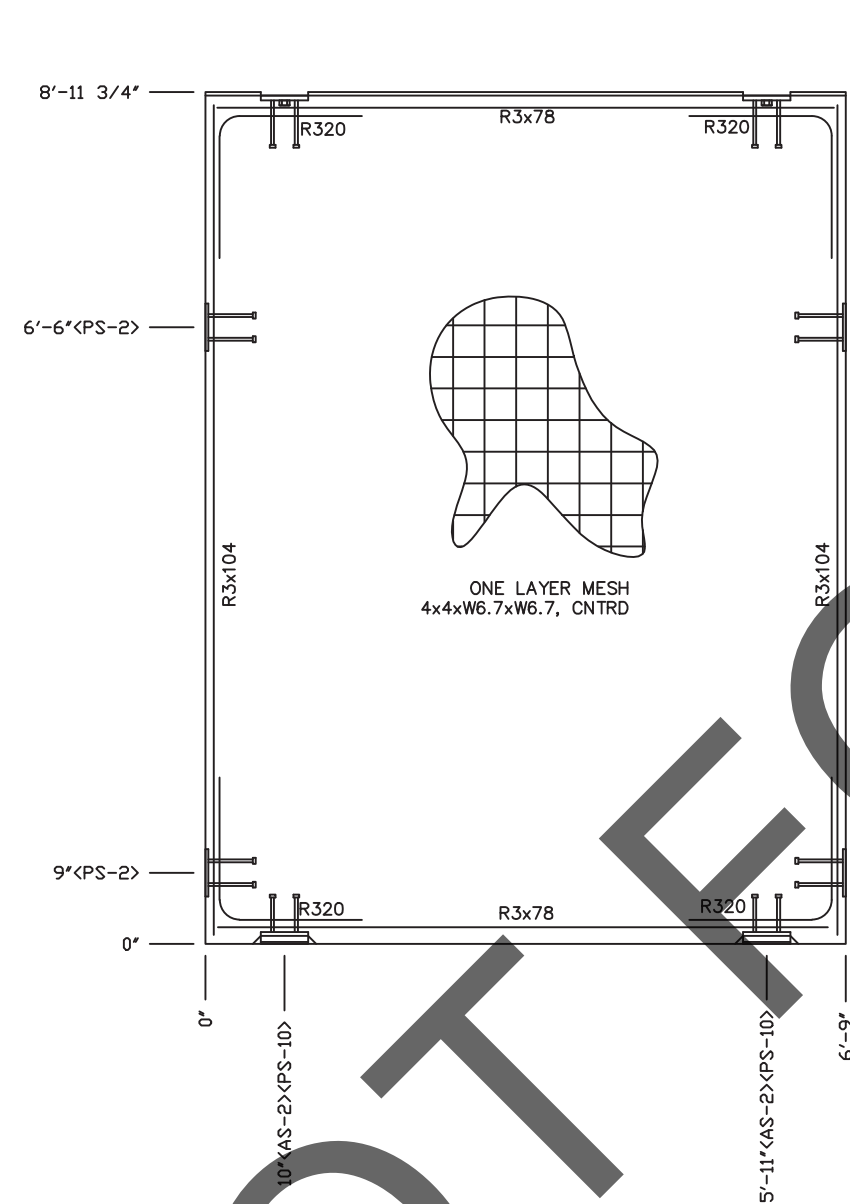 8'-11 3/4"
R320
R3x78
R320
6'-6"<PS-2>
R3x104
R3x104
ONE LAYER MESH
4x4xW6.7xW6.7, CNTRD
9"<PS-2>
R320
R3x78
R320
0"
0"
10"<AS-2><PS-10>
5'-11"<AS-2><PS-10>
6'-9"